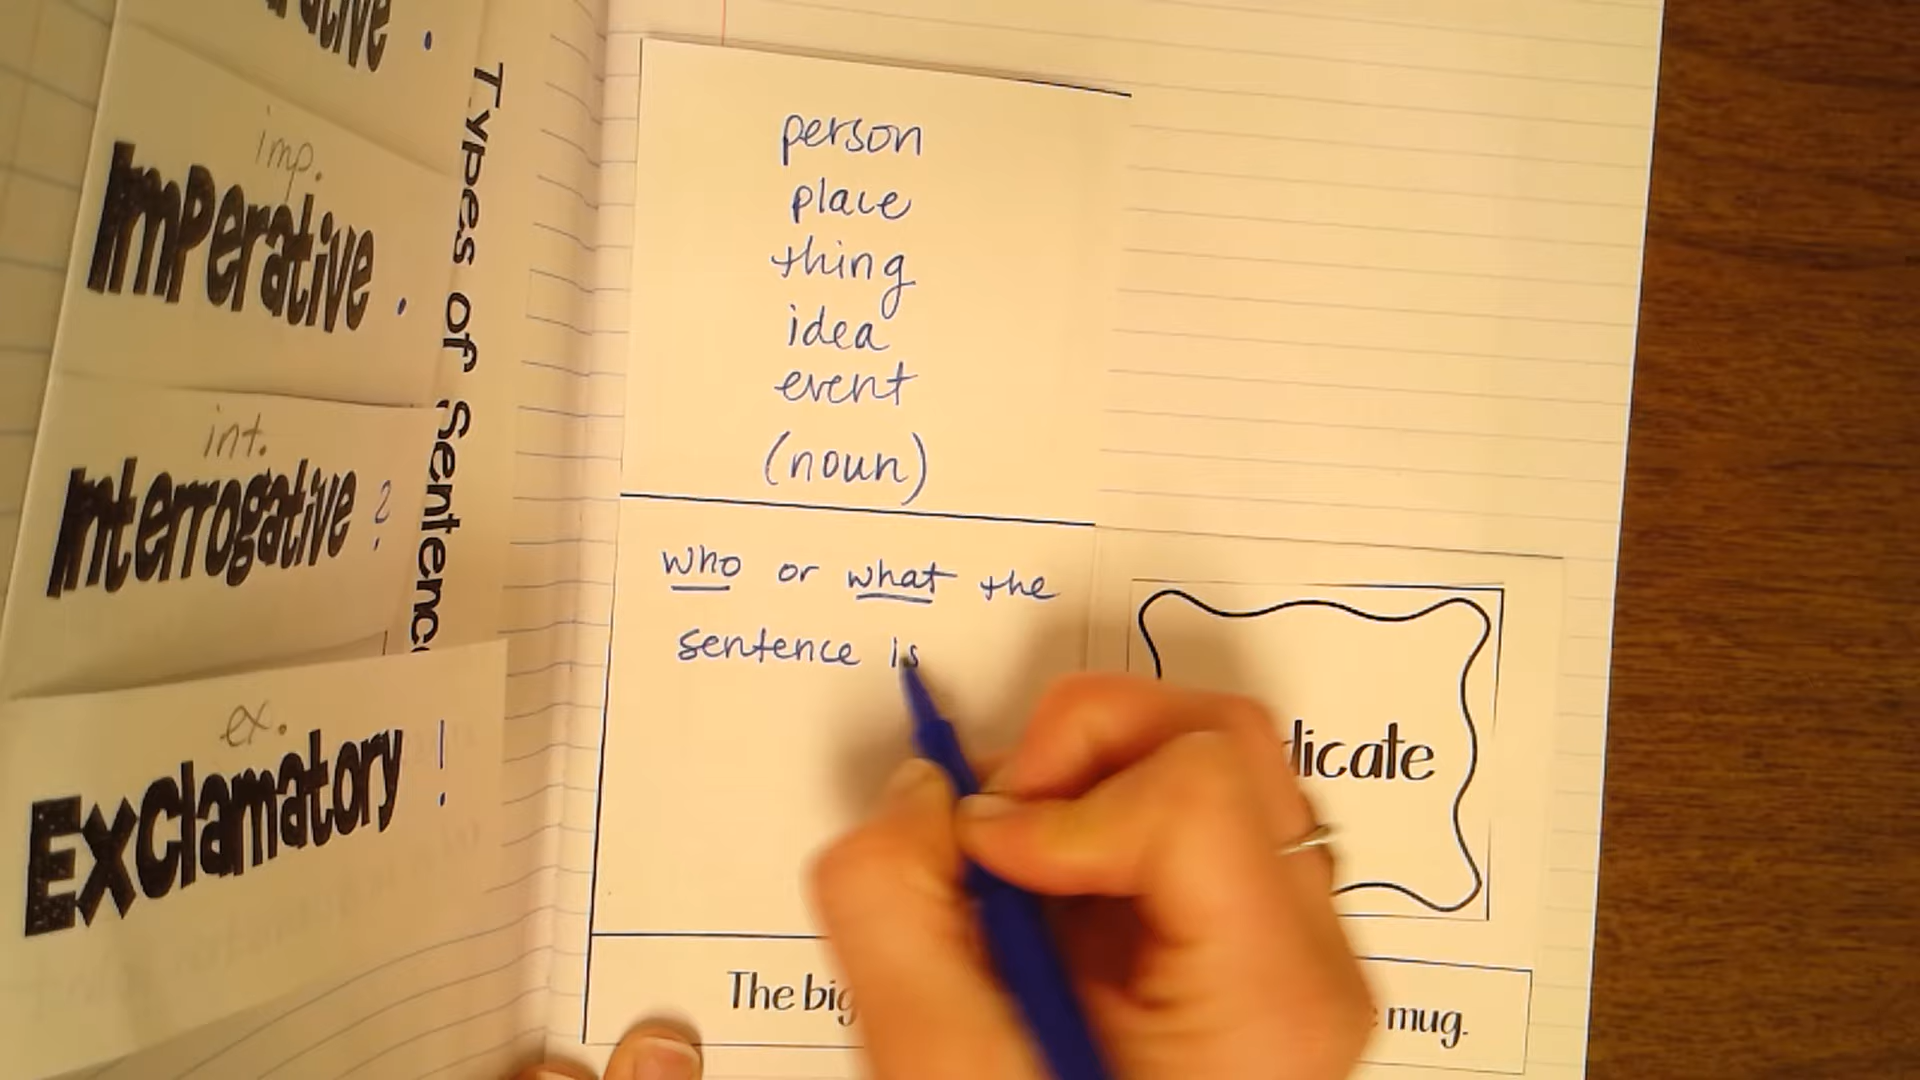 imp.
Imperative .
int.
Interrogative ?
ex.
Exclamatory !
Types of Sentenc
person
place
thing
idea
event
(noun)
who or what the
sentence is
The big
mug.